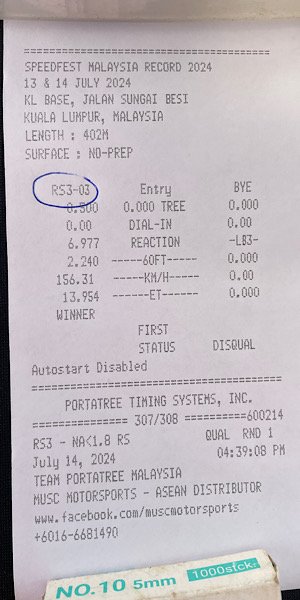 =======================================
SPEEDFEST MALAYSIA RECORD 2024
13 & 14 JULY 2024
KL BASE, JALAN SUNGAI BESI
KUALA LUMPUR, MALAYSIA
LENGTH : 402M
SURFACE : NO-PREP
=======================================
RS3-03 Entry BYE
0.500 0.000 TREE 0.000
0.00 DIAL-IN 0.00
6.977 REACTION -LB3-
2.240 -----60FT----- 0.000
156.31 -----KM/H----- 0.00
13.954 ------ET------ 0.000
WINNER
FIRST
STATUS DISQUAL
Autostart Disabled
=======================================
PORTATREE TIMING SYSTEMS, INC.
=============== 307/308 ==========600214
RS3 - NA<1.8 RS QUAL RND 1
July 14, 2024 04:39:08 PM
TEAM PORTATREE MALAYSIA
MUSC MOTORSPORTS - ASEAN DISTRIBUTOR
www.facebook.com/muscmotorsports
+6016-6681490
NO.10 5mm 1000stck.